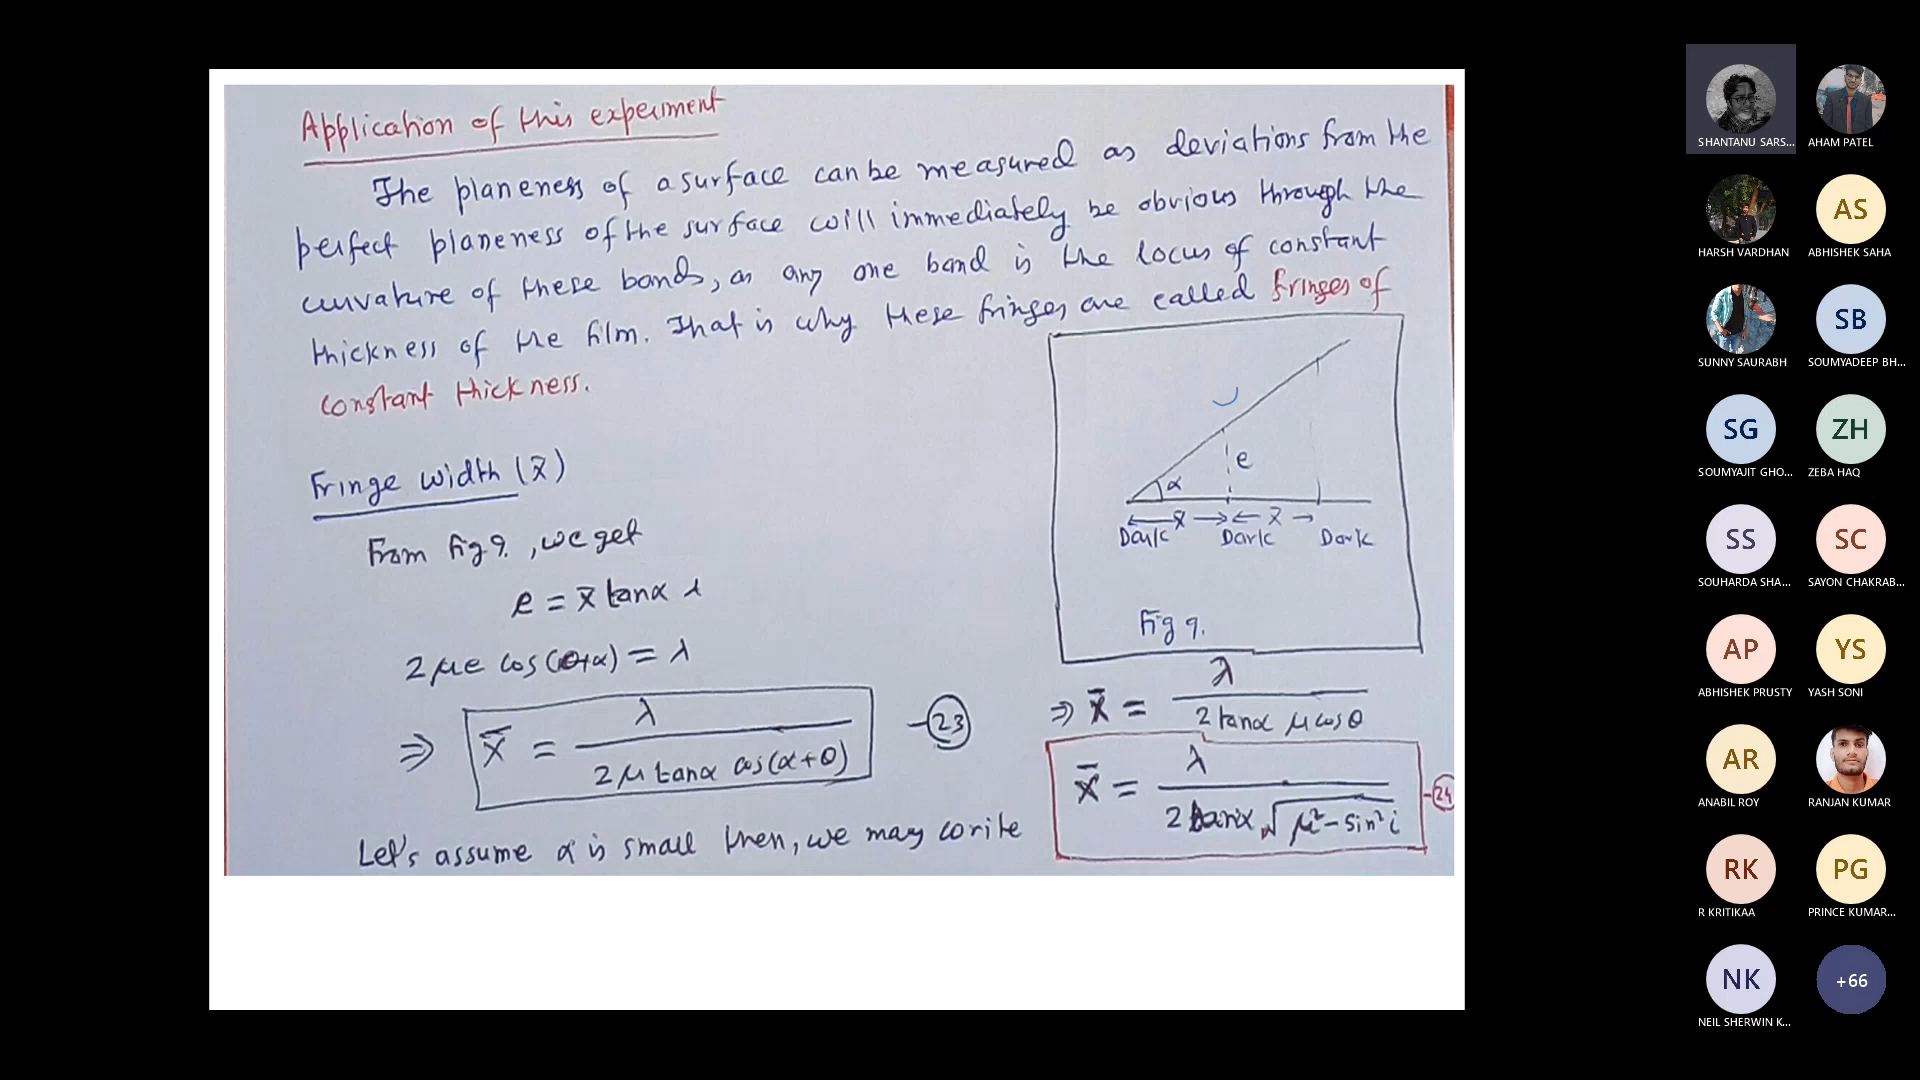 Application of this experiment
The planeness of a surface can be measured as deviations from the
perfect planeness of the surface will immediately be obvious through the
curvature of these bands, as any one band is the locus of constant
thickness of the film. That is why these fringes are called fringes of
constant thickness.
e
α
x̄ x̄
Dark Dark Dark
Fig 9.
Fringe width (x̄)
From fig 9. , we get
e = x̄ tanα λ
2μe cos(θ+α) = λ
⇒ x̄ = λ / 2μ tanα cos(α+θ) -23
Let's assume α is small then, we may write
⇒ x̄ = λ / 2 tanα μ cosθ
x̄ = λ / 2 tanα √μ²-sin²i -24
SHANTANU SARS...
AHAM PATEL
HARSH VARDHAN
AS
ABHISHEK SAHA
SUNNY SAURABH
SB
SOUMYADEEP BH...
SG
SOUMYAJIT GHO...
ZH
ZEBA HAQ
SS
SOUHARDA SHA...
SC
SAYON CHAKRAB...
AP
ABHISHEK PRUSTY
YS
YASH SONI
AR
ANABIL ROY
RANJAN KUMAR
RK
R KRITIKAA
PG
PRINCE KUMAR...
NK
NEIL SHERWIN K...
+66